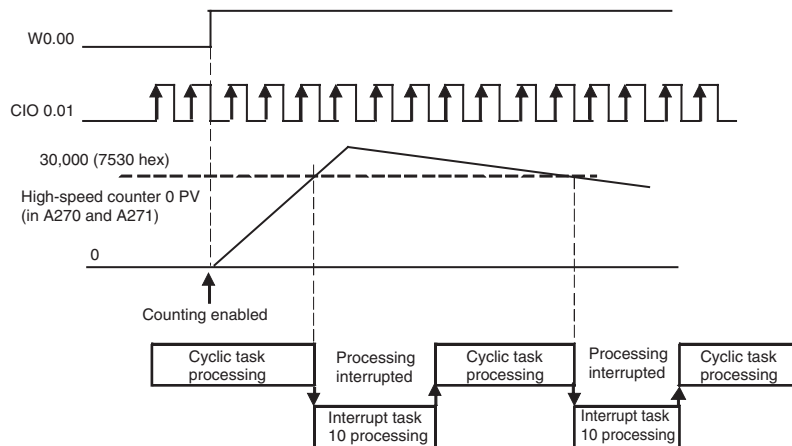 W0.00
CIO 0.01
30,000 (7530 hex)
High-speed counter 0 PV
(in A270 and A271)
0
Counting enabled
Cyclic task
processing
Processing
interrupted
Cyclic task
processing
Processing
interrupted
Cyclic task
processing
Interrupt task
10 processing
Interrupt task
10 processing